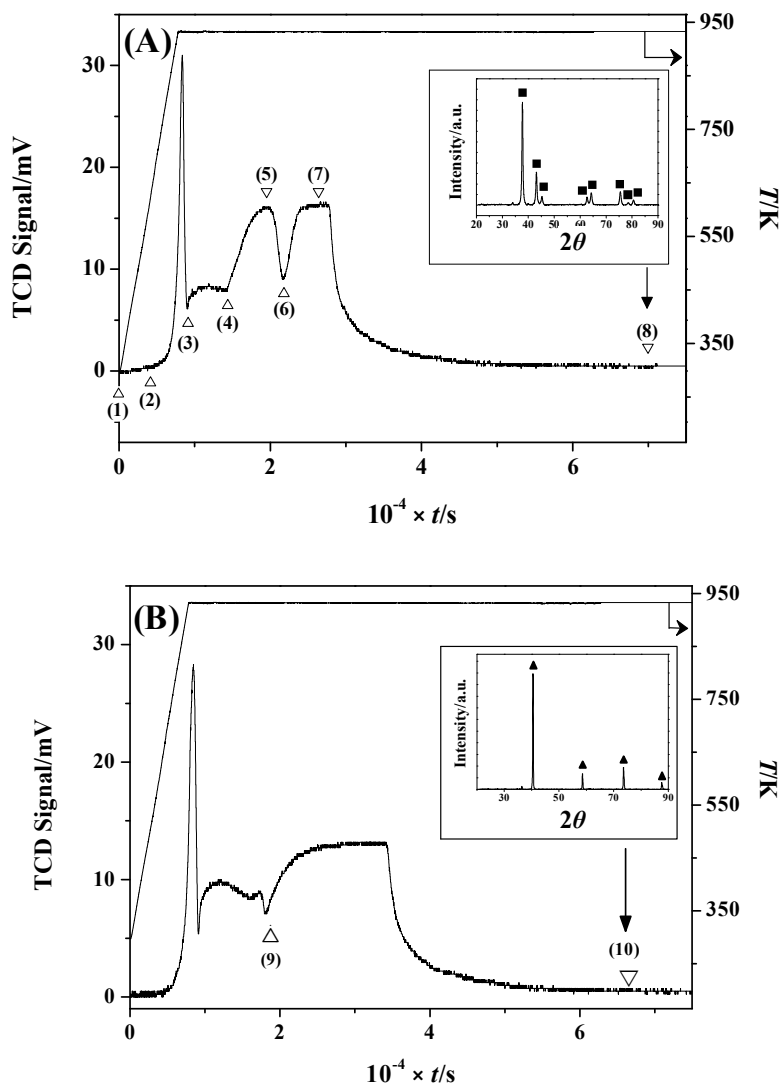 (A)
TCD Signal/mV
30
20
10
0
950
750
550
350
T/K
(1)
(2)
(3)
(4)
(5)
(6)
(7)
(8)
Intensity/a.u.
20 30 40 50 60 70 80 90
2θ
0 2 4 6
10⁻⁴ × t/s
(B)
TCD Signal/mV
30
20
10
0
950
750
550
350
T/K
(9)
(10)
Intensity/a.u.
30 50 70 90
2θ
0 2 4 6
10⁻⁴ × t/s